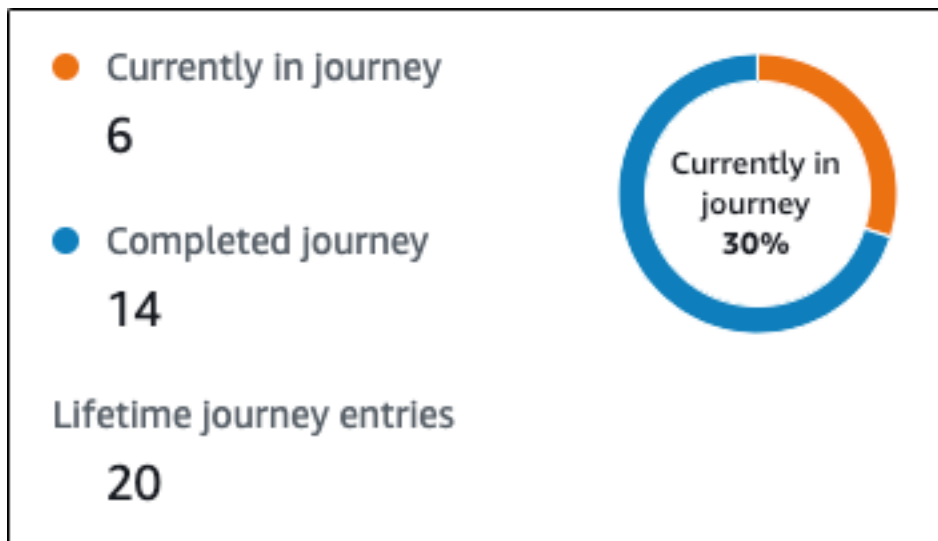 Currently in journey
6
Completed journey
14
Lifetime journey entries
20
Currently in
journey
30%